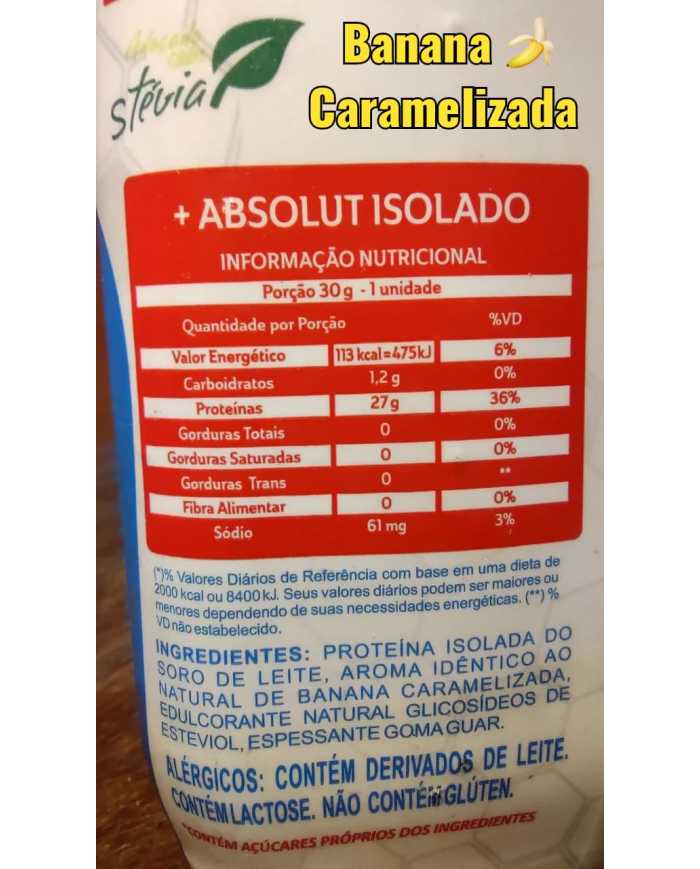 Banana 🍌
Caramelizada
stévia
+ ABSOLUT ISOLADO
INFORMAÇÃO NUTRICIONAL
Porção 30 g - 1 unidade
Quantidade por Porção %VD
Valor Energético 113 kcal=475kJ 6%
Carboidratos 1,2 g 0%
Proteínas 27 g 36%
Gorduras Totais 0 0%
Gorduras Saturadas 0 0%
Gorduras Trans 0 **
Fibra Alimentar 0 0%
Sódio 61 mg 3%
(*)% Valores Diários de Referência com base em uma dieta de
2000 kcal ou 8400 kJ. Seus valores diários podem ser maiores ou
menores dependendo de suas necessidades energéticas. (**) %
VD não estabelecido.
INGREDIENTES: PROTEÍNA ISOLADA DO
SORO DE LEITE, AROMA IDÊNTICO AO
NATURAL DE BANANA CARAMELIZADA,
EDULCORANTE NATURAL GLICOSÍDEOS DE
ESTEVIOL, ESPESSANTE GOMA GUAR.
ALÉRGICOS: CONTÉM DERIVADOS DE LEITE.
CONTÉM LACTOSE. NÃO CONTÉM GLÚTEN.
*CONTÉM AÇÚCARES PRÓPRIOS DOS INGREDIENTES